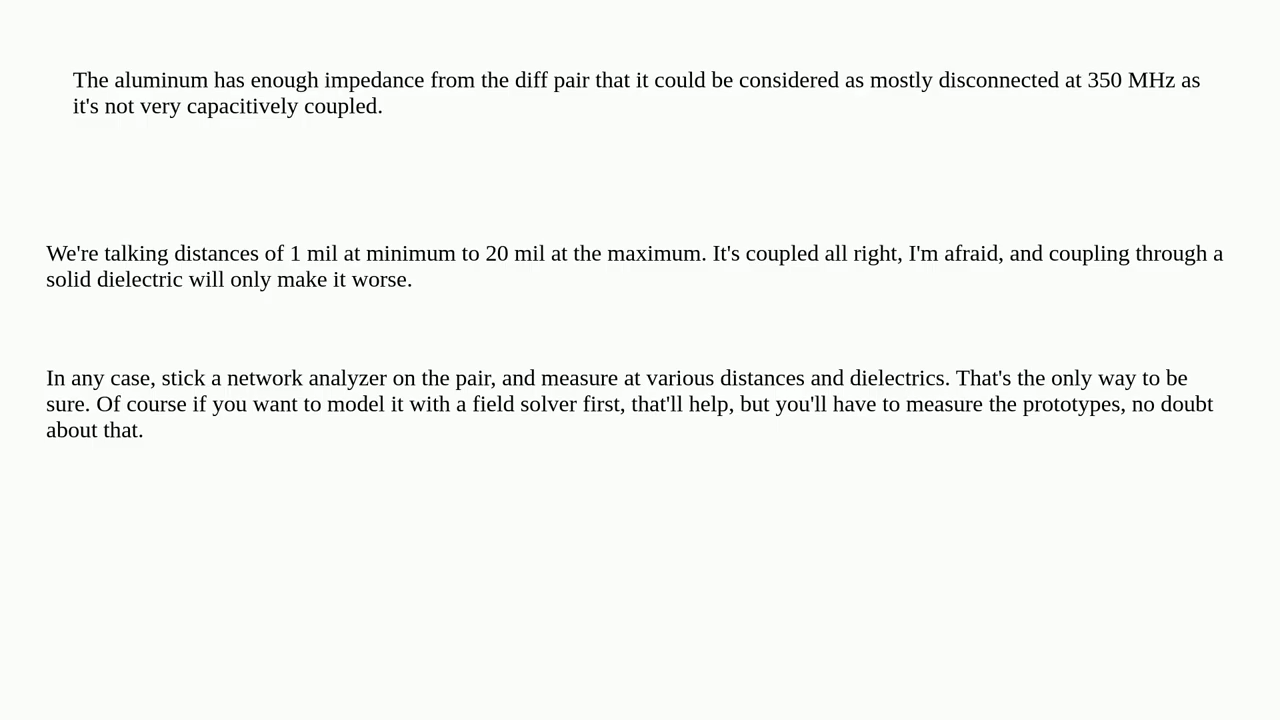 The aluminum has enough impedance from the diff pair that it could be considered as mostly disconnected at 350 MHz as
it's not very capacitively coupled.
We're talking distances of 1 mil at minimum to 20 mil at the maximum. It's coupled all right, I'm afraid, and coupling through a
solid dielectric will only make it worse.
In any case, stick a network analyzer on the pair, and measure at various distances and dielectrics. That's the only way to be
sure. Of course if you want to model it with a field solver first, that'll help, but you'll have to measure the prototypes, no doubt
about that.